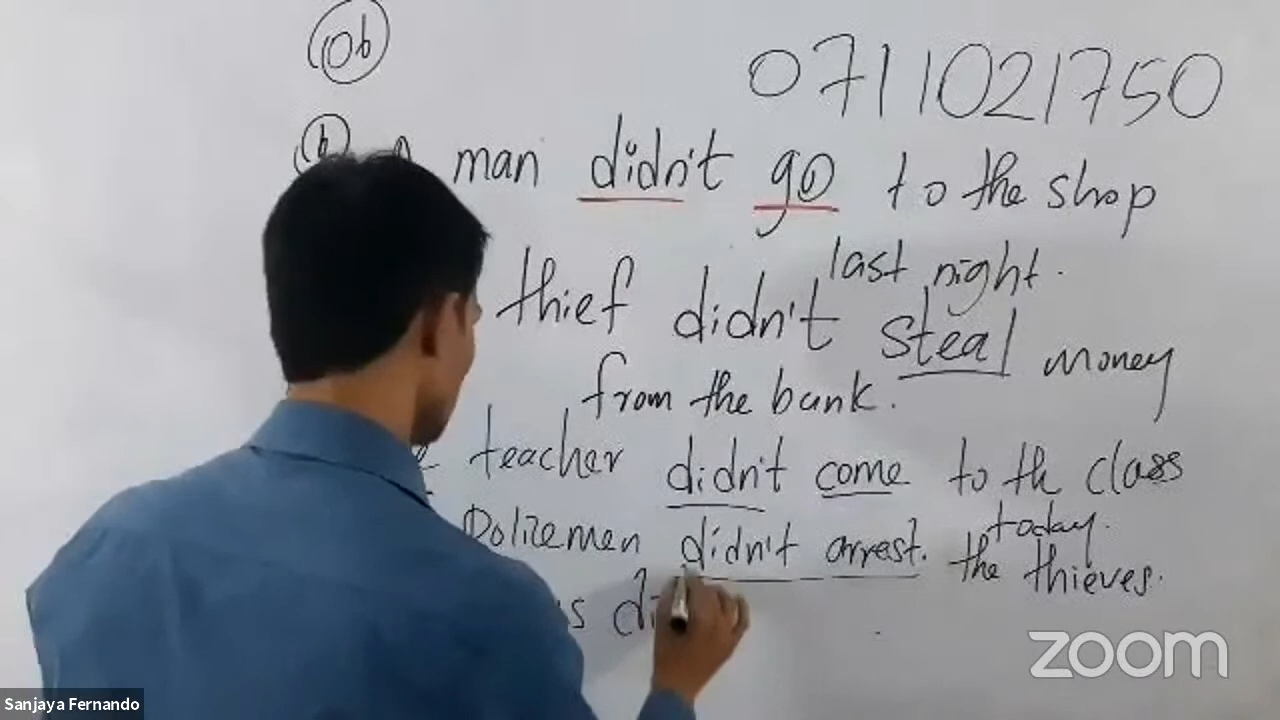 06
0711021750
man didn't go to the shop
last night.
thief didn't steal money
from the bank.
teacher didn't come to th class
today.
Policemen didn't arrest. the thieves.
zoom
Sanjaya Fernando